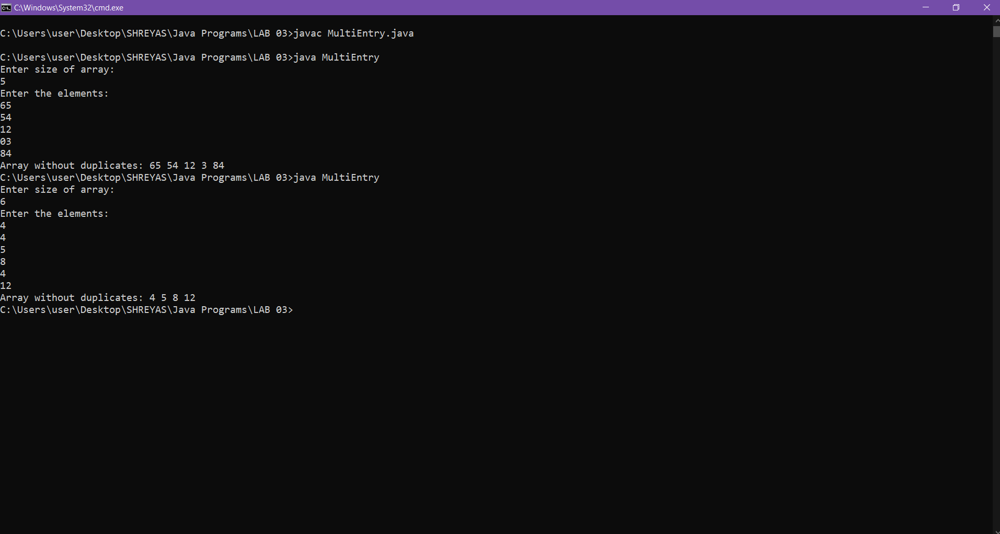 C:\Windows\System32\cmd.exe
C:\Users\user\Desktop\SHREYAS\Java Programs\LAB 03>javac MultiEntry.java
C:\Users\user\Desktop\SHREYAS\Java Programs\LAB 03>java MultiEntry
Enter size of array:
5
Enter the elements:
65
54
12
03
84
Array without duplicates: 65 54 12 3 84
C:\Users\user\Desktop\SHREYAS\Java Programs\LAB 03>java MultiEntry
Enter size of array:
6
Enter the elements:
4
4
5
8
4
12
Array without duplicates: 4 5 8 12
C:\Users\user\Desktop\SHREYAS\Java Programs\LAB 03>